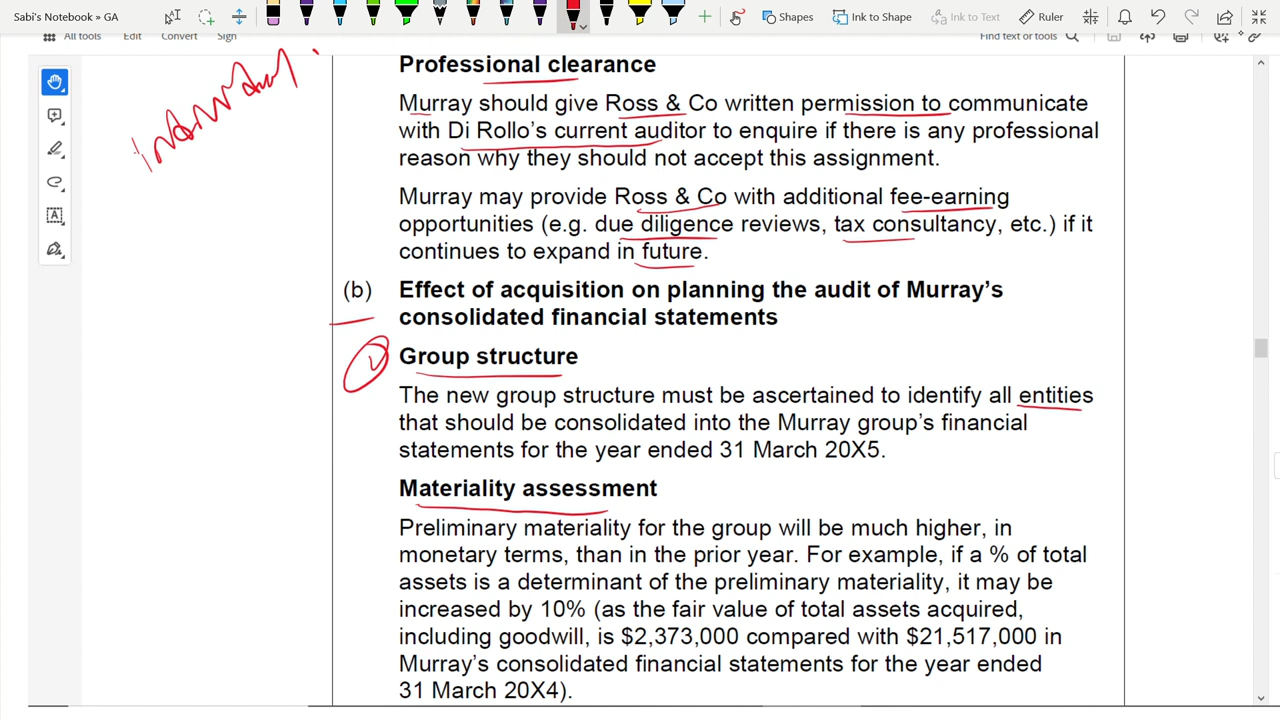 Sabi's Notebook » GA
Shapes
Ink to Shape
Ink to Text
Ruler
All tools
Edit
Convert
Sign
Find text or tools
Professional clearance
Murray should give Ross & Co written permission to communicate
with Di Rollo's current auditor to enquire if there is any professional
reason why they should not accept this assignment.
Murray may provide Ross & Co with additional fee-earning
opportunities (e.g. due diligence reviews, tax consultancy, etc.) if it
continues to expand in future.
(b) Effect of acquisition on planning the audit of Murray's
consolidated financial statements
Group structure
The new group structure must be ascertained to identify all entities
that should be consolidated into the Murray group's financial
statements for the year ended 31 March 20X5.
Materiality assessment
Preliminary materiality for the group will be much higher, in
monetary terms, than in the prior year. For example, if a % of total
assets is a determinant of the preliminary materiality, it may be
increased by 10% (as the fair value of total assets acquired,
including goodwill, is $2,373,000 compared with $21,517,000 in
Murray's consolidated financial statements for the year ended
31 March 20X4).